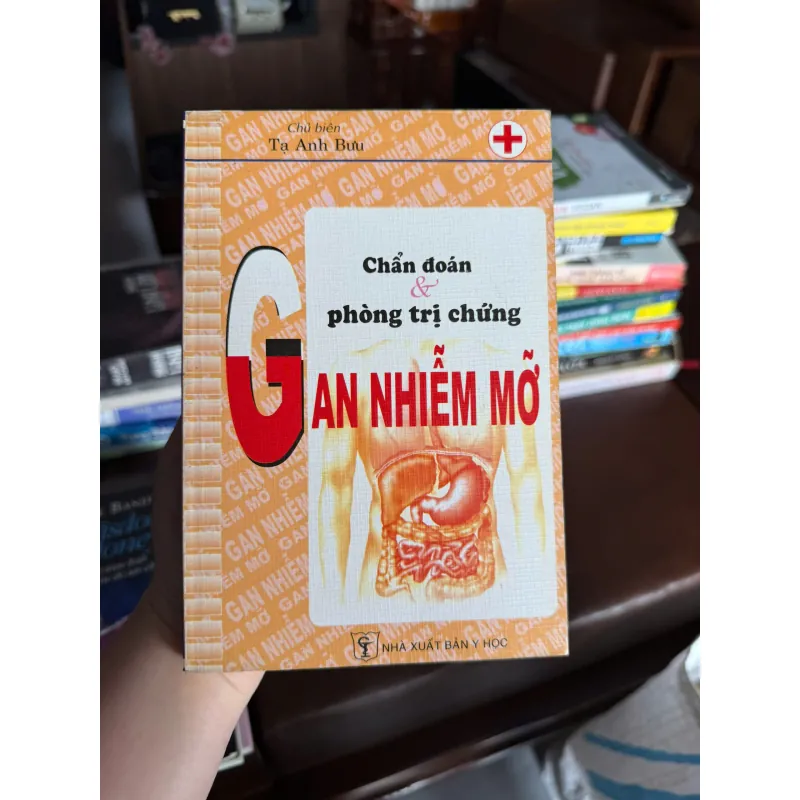 Chủ biên
Tạ Anh Bưu
Chẩn đoán
&
phòng trị chứng
GAN NHIỄM MỠ
NHÀ XUẤT BẢN Y HỌC